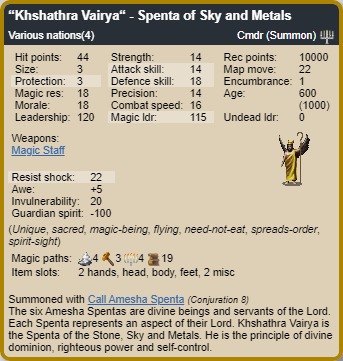 “Khshathra Vairya“ - Spenta of Sky and Metals
Various nations(4) Cmdr (Summon)
Hit points: 44 Strength: 14 Rec points: 10000
Size: 3 Attack skill: 14 Map move: 22
Protection: 3 Defence skill: 18 Encumbrance: 1
Magic res: 18 Precision: 14 Age: 600
Morale: 18 Combat speed: 16 (1000)
Leadership: 120 Magic ldr: 115 Undead ldr: 0
Weapons:
Magic Staff
Resist shock: 22
Awe: +5
Invulnerability: 20
Guardian spirit: -100
(Unique, sacred, magic-being, flying, need-not-eat, spreads-order,
spirit-sight)
Magic paths: 4 3 4 19
Item slots: 2 hands, head, body, feet, 2 misc
Summoned with Call Amesha Spenta (Conjuration 8)
The six Amesha Spentas are divine beings and servants of the Lord.
Each Spenta represents an aspect of their Lord. Khshathra Vairya is
the Spenta of the Stone, Sky and Metals. He is the principle of divine
dominion, righteous power and self-control.